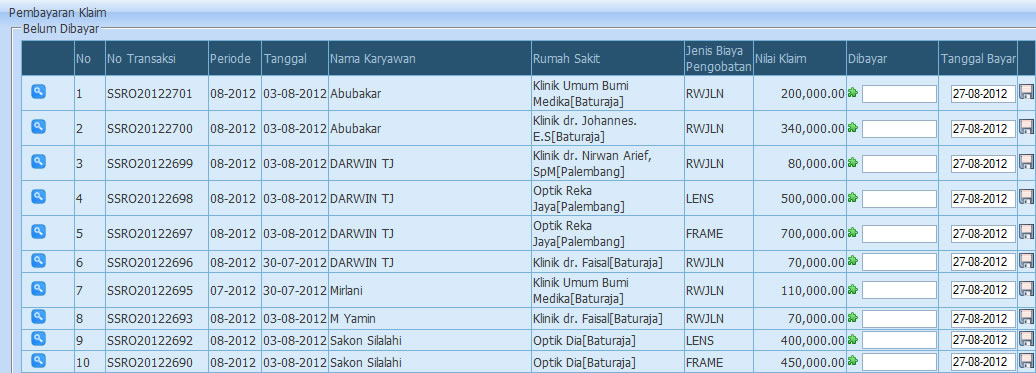 Pembayaran Klaim
Belum Dibayar
No No Transaksi Periode Tanggal Nama Karyawan Rumah Sakit Jenis Biaya Pengobatan Nilai Klaim Dibayar Tanggal Bayar
1 SSRO20122701 08-2012 03-08-2012 Abubakar Klinik Umum Bumi Medika[Baturaja] RWJLN 200,000.00 27-08-2012
2 SSRO20122700 08-2012 03-08-2012 Abubakar Klinik dr. Johannes. E.S[Baturaja] RWJLN 340,000.00 27-08-2012
3 SSRO20122699 08-2012 03-08-2012 DARWIN TJ Klinik dr. Nirwan Arief, SpM[Palembang] RWJLN 80,000.00 27-08-2012
4 SSRO20122698 08-2012 03-08-2012 DARWIN TJ Optik Reka Jaya[Palembang] LENS 500,000.00 27-08-2012
5 SSRO20122697 08-2012 03-08-2012 DARWIN TJ Optik Reka Jaya[Palembang] FRAME 700,000.00 27-08-2012
6 SSRO20122696 08-2012 30-07-2012 DARWIN TJ Klinik dr. Faisal[Baturaja] RWJLN 70,000.00 27-08-2012
7 SSRO20122695 07-2012 30-07-2012 Mirlani Klinik Umum Bumi Medika[Baturaja] RWJLN 110,000.00 27-08-2012
8 SSRO20122693 08-2012 03-08-2012 M Yamin Klinik dr. Faisal[Baturaja] RWJLN 70,000.00 27-08-2012
9 SSRO20122692 08-2012 03-08-2012 Sakon Silalahi Optik Dia[Baturaja] LENS 400,000.00 27-08-2012
10 SSRO20122690 08-2012 03-08-2012 Sakon Silalahi Optik Dia[Baturaja] FRAME 450,000.00 27-08-2012